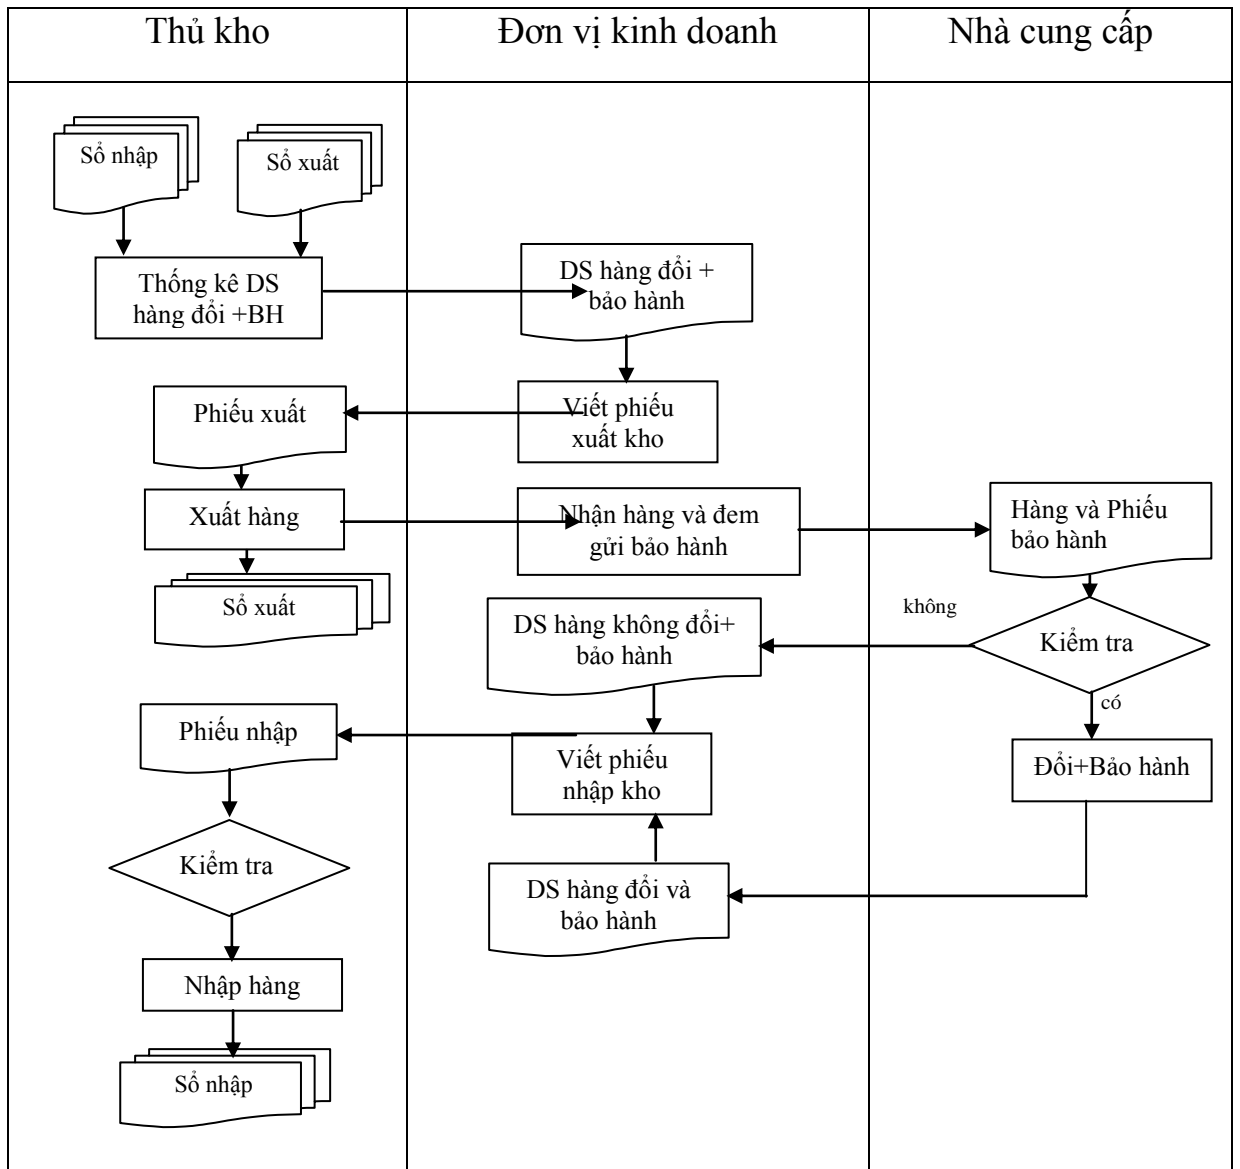 Thủ kho
Đơn vị kinh doanh
Nhà cung cấp
Sổ nhập
Sổ xuất
Thống kê DS
hàng đổi +BH
DS hàng đổi +
bảo hành
Phiếu xuất
Viết phiếu
xuất kho
Xuất hàng
Nhận hàng và đem
gửi bảo hành
Hàng và Phiếu
bảo hành
Sổ xuất
DS hàng không đổi+
bảo hành
không
Kiểm tra
có
Phiếu nhập
Viết phiếu
nhập kho
Đổi+Bảo hành
Kiểm tra
DS hàng đổi và
bảo hành
Nhập hàng
Sổ nhập